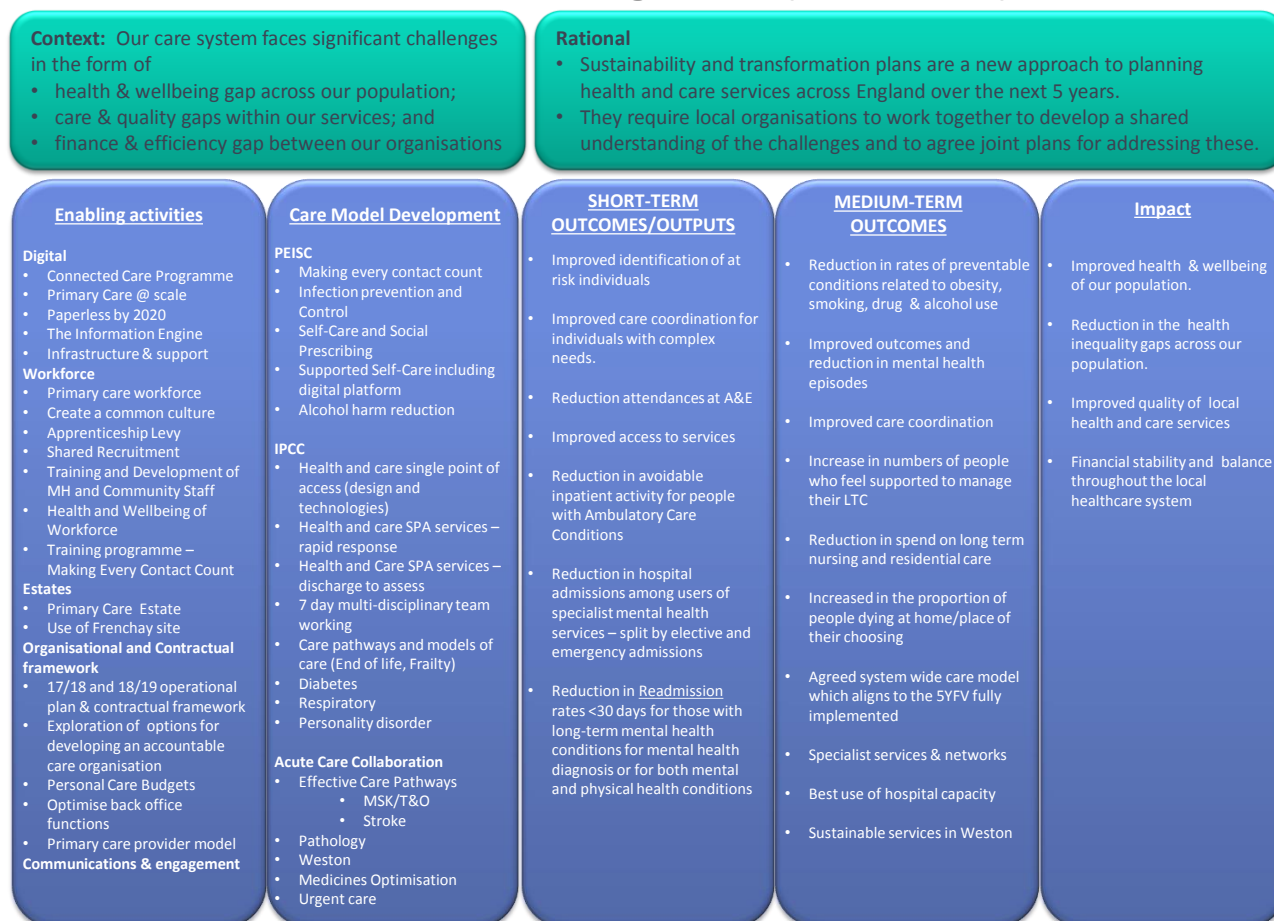 Context: Our care system faces significant challenges
in the form of
• health & wellbeing gap across our population;
• care & quality gaps within our services; and
• finance & efficiency gap between our organisations
Rational
• Sustainability and transformation plans are a new approach to planning
health and care services across England over the next 5 years.
• They require local organisations to work together to develop a shared
understanding of the challenges and to agree joint plans for addressing these.
Enabling activities
Digital
• Connected Care Programme
• Primary Care @ scale
• Paperless by 2020
• The Information Engine
• Infrastructure & support
Workforce
• Primary care workforce
• Create a common culture
• Apprenticeship Levy
• Shared Recruitment
• Training and Development of
MH and Community Staff
• Health and Wellbeing of
Workforce
• Training programme –
Making Every Contact Count
Estates
• Primary Care Estate
• Use of Frenchay site
Organisational and Contractual
framework
• 17/18 and 18/19 operational
plan & contractual framework
• Exploration of options for
developing an accountable
care organisation
• Personal Care Budgets
• Optimise back office
functions
• Primary care provider model
Communications & engagement
Care Model Development
PEISC
• Making every contact count
• Infection prevention and
Control
• Self-Care and Social
Prescribing
• Supported Self-Care including
digital platform
• Alcohol harm reduction
IPCC
• Health and care single point of
access (design and
technologies)
• Health and care SPA services –
rapid response
• Health and Care SPA services –
discharge to assess
• 7 day multi-disciplinary team
working
• Care pathways and models of
care (End of life, Frailty)
• Diabetes
• Respiratory
• Personality disorder
Acute Care Collaboration
• Effective Care Pathways
• MSK/T&O
• Stroke
• Pathology
• Weston
• Medicines Optimisation
• Urgent care
SHORT-TERM
OUTCOMES/OUTPUTS
• Improved identification of at
risk individuals
• Improved care coordination for
individuals with complex
needs.
• Reduction attendances at A&E
• Improved access to services
• Reduction in avoidable
inpatient activity for people
with Ambulatory Care
Conditions
• Reduction in hospital
admissions among users of
specialist mental health
services – split by elective and
emergency admissions
• Reduction in Readmission
rates <30 days for those with
long-term mental health
conditions for mental health
diagnosis or for both mental
and physical health conditions
MEDIUM-TERM
OUTCOMES
• Reduction in rates of preventable
conditions related to obesity,
smoking, drug & alcohol use
• Improved outcomes and
reduction in mental health
episodes
• Improved care coordination
• Increase in numbers of people
who feel supported to manage
their LTC
• Reduction in spend on long term
nursing and residential care
• Increased in the proportion of
people dying at home/place of
their choosing
• Agreed system wide care model
which aligns to the 5YFV fully
implemented
• Specialist services & networks
• Best use of hospital capacity
• Sustainable services in Weston
Impact
• Improved health & wellbeing
of our population.
• Reduction in the health
inequality gaps across our
population.
• Improved quality of local
health and care services
• Financial stability and balance
throughout the local
healthcare system